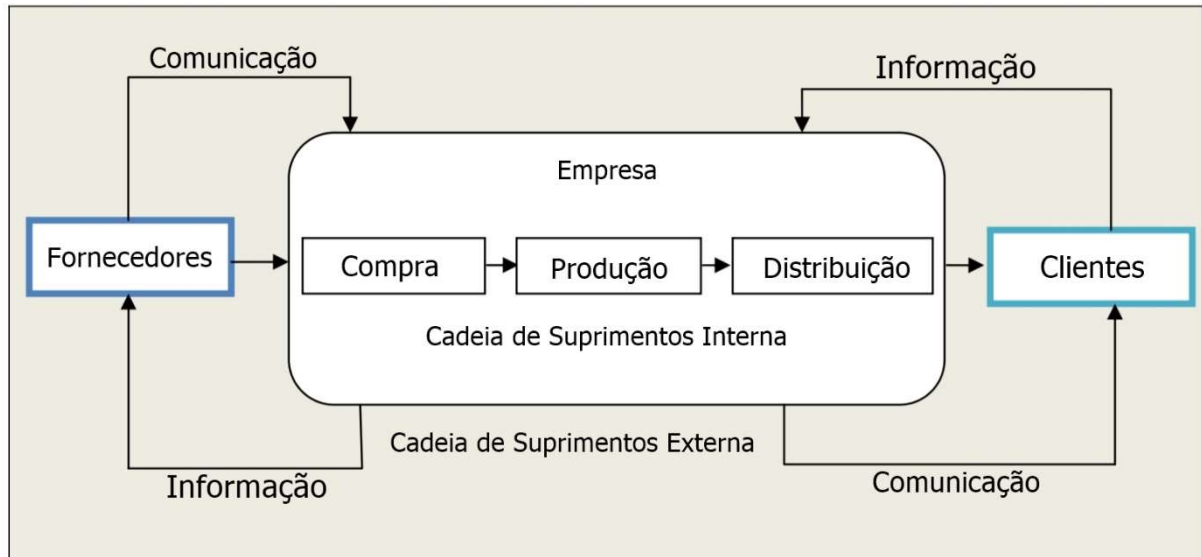 Comunicação
Informação
Empresa
Fornecedores
Compra
Produção
Distribuição
Clientes
Cadeia de Suprimentos Interna
Cadeia de Suprimentos Externa
Informação
Comunicação